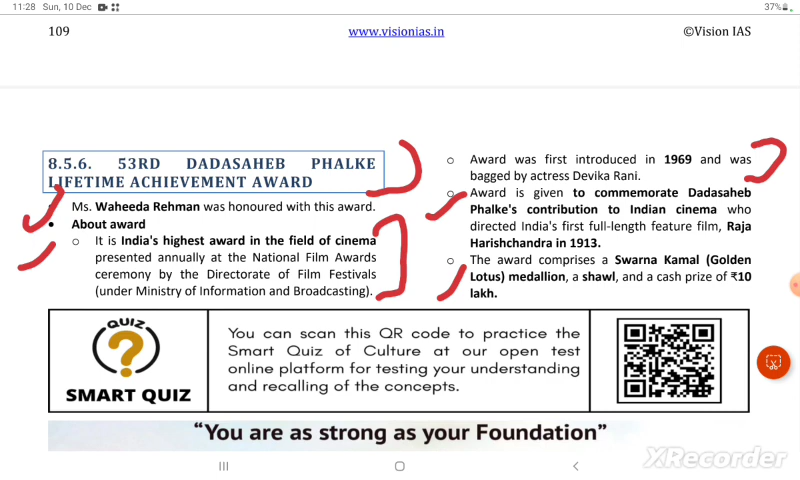 11:28 Sun, 10 Dec
37%
109
www.visionias.in
©Vision IAS
8.5.6. 53RD DADASAHEB PHALKE
LIFETIME ACHIEVEMENT AWARD
Ms. Waheeda Rehman was honoured with this award.
• About award
o It is India's highest award in the field of cinema
presented annually at the National Film Awards
ceremony by the Directorate of Film Festivals
(under Ministry of Information and Broadcasting).
o Award was first introduced in 1969 and was
bagged by actress Devika Rani.
o Award is given to commemorate Dadasaheb
Phalke's contribution to Indian cinema who
directed India's first full-length feature film, Raja
Harishchandra in 1913.
o The award comprises a Swarna Kamal (Golden
Lotus) medallion, a shawl, and a cash prize of ₹10
lakh.
QUIZ
SMART QUIZ
You can scan this QR code to practice the
Smart Quiz of Culture at our open test
online platform for testing your understanding
and recalling of the concepts.
“You are as strong as your Foundation”
XRecorder